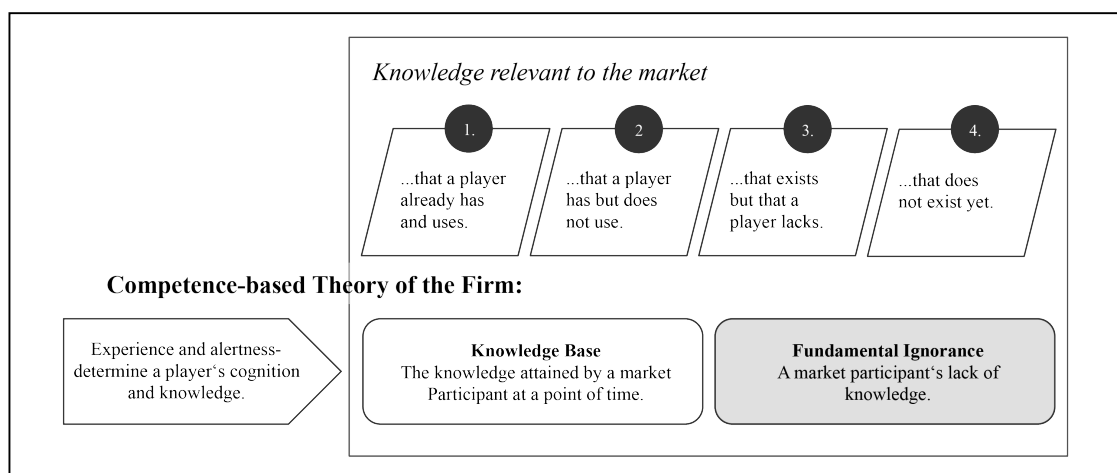 Knowledge relevant to the market
1.
2
3.
4.
...that a player
already has
and uses.
...that a player
has but does
not use.
...that exists
but that a
player lacks.
...that does
not exist yet.
Competence-based Theory of the Firm:
Experience and alertness-
determine a player‘s cognition
and knowledge.
Knowledge Base
The knowledge attained by a market
Participant at a point of time.
Fundamental Ignorance
A market participant‘s lack of
knowledge.